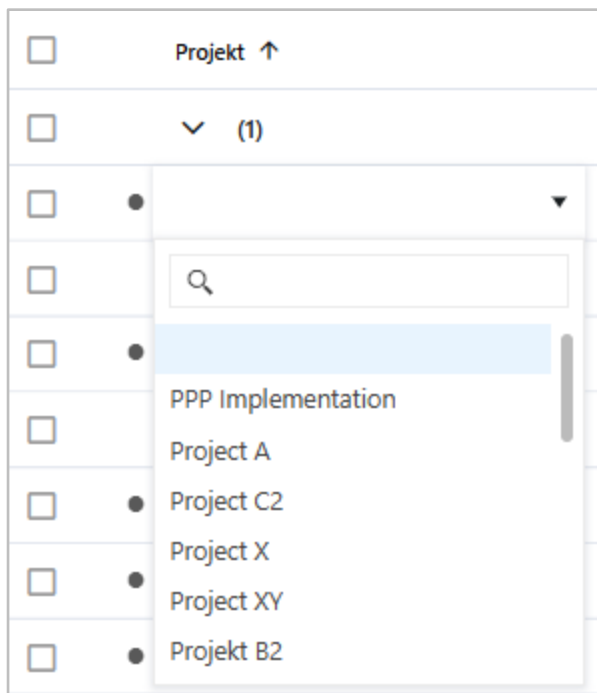 Projekt ↑
(1)
PPP Implementation
Project A
Project C2
Project X
Project XY
Projekt B2